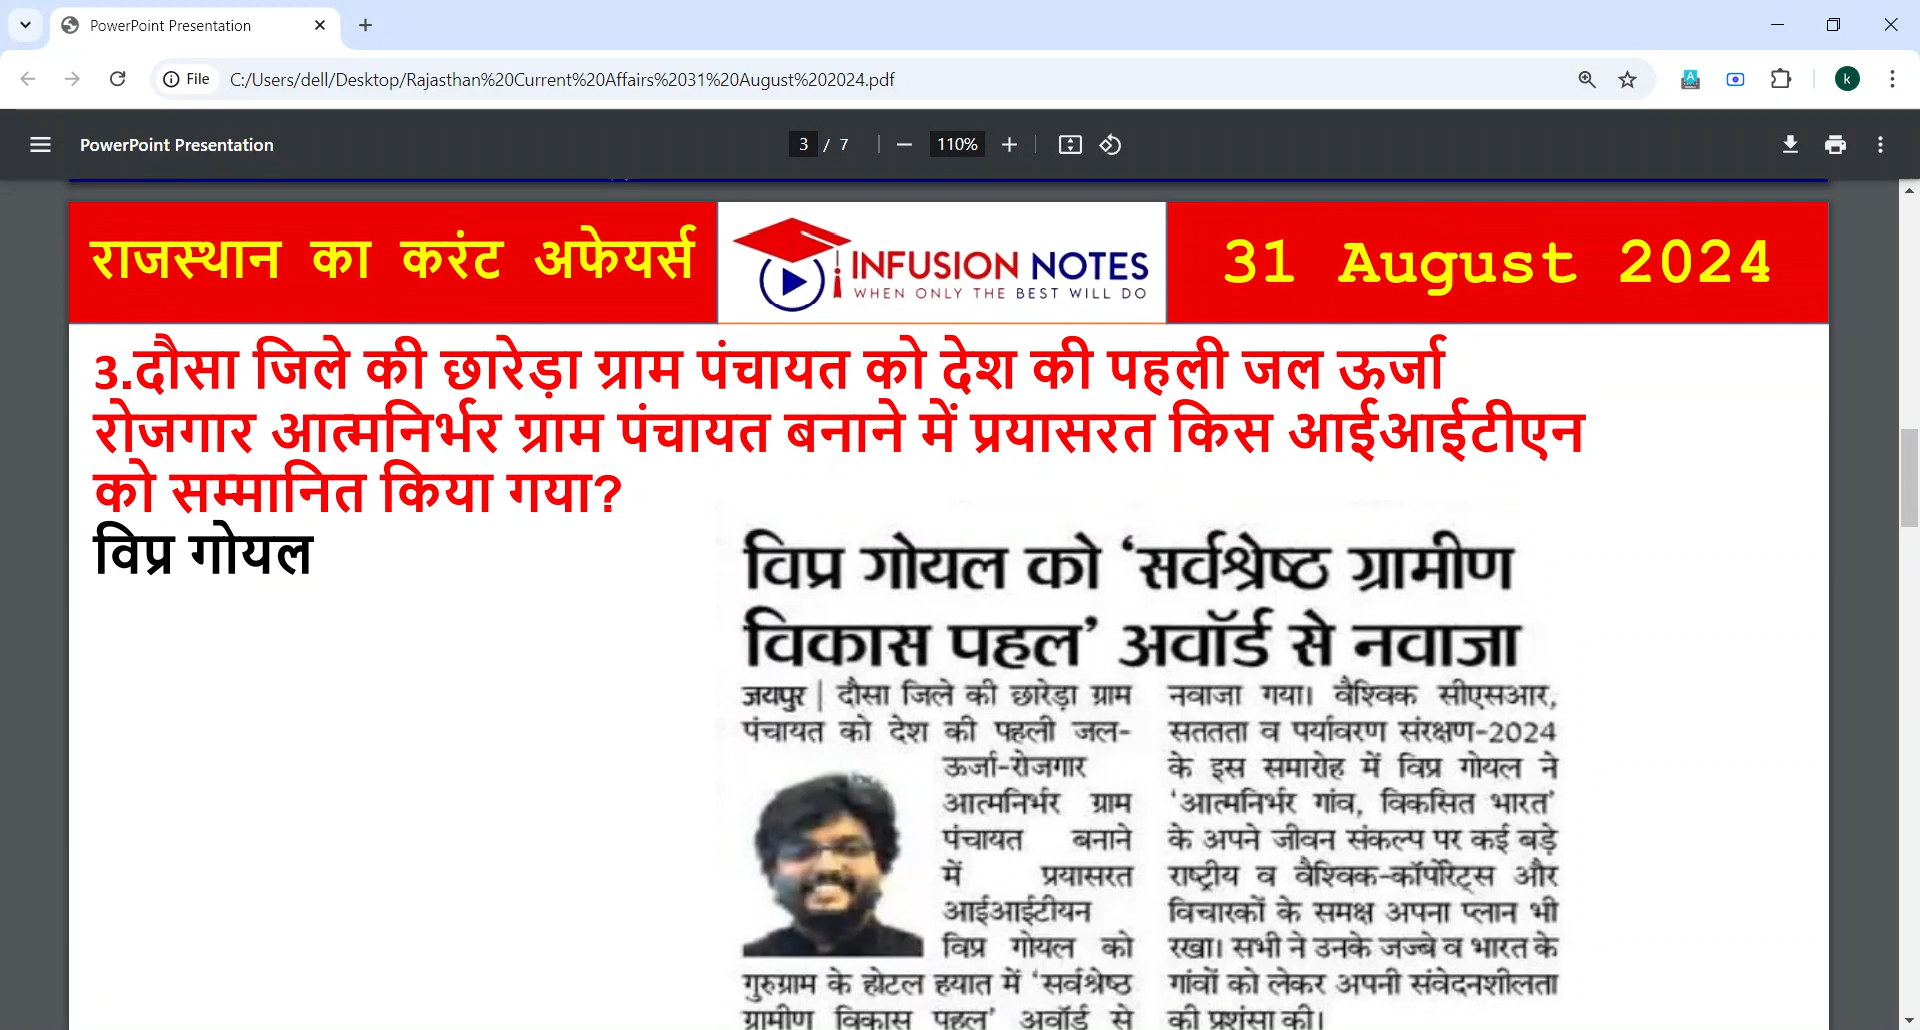 PowerPoint Presentation
File
C:/Users/dell/Desktop/Rajasthan%20Current%20Affairs%2031%20August%202024.pdf
k
PowerPoint Presentation
3 / 7
110%
राजस्थान का करंट अफेयर्स
INFUSION NOTES
WHEN ONLY THE BEST WILL DO
31 August 2024
3.दौसा जिले की छारेड़ा ग्राम पंचायत को देश की पहली जल ऊर्जा
रोजगार आत्मनिर्भर ग्राम पंचायत बनाने में प्रयासरत किस आईआईटीएन
को सम्मानित किया गया?
विप्र गोयल
विप्र गोयल को ‘सर्वश्रेष्ठ ग्रामीण
विकास पहल’ अवॉर्ड से नवाजा
जयपुर | दौसा जिले की छारेड़ा ग्राम
पंचायत को देश की पहली जल-
ऊर्जा-रोजगार
आत्मनिर्भर ग्राम
पंचायत बनाने
में प्रयासरत
आईआईटीयन
विप्र गोयल को
गुरुग्राम के होटल हयात में ‘सर्वश्रेष्ठ
ग्रामीण विकास पहल’ अवॉर्ड से
नवाजा गया। वैश्विक सीएसआर,
सततता व पर्यावरण संरक्षण-2024
के इस समारोह में विप्र गोयल ने
‘आत्मनिर्भर गांव, विकसित भारत’
के अपने जीवन संकल्प पर कई बड़े
राष्ट्रीय व वैश्विक-कॉर्पोरेट्स और
विचारकों के समक्ष अपना प्लान भी
रखा। सभी ने उनके जज्बे व भारत के
गांवों को लेकर अपनी संवेदनशीलता
की प्रशंसा की।